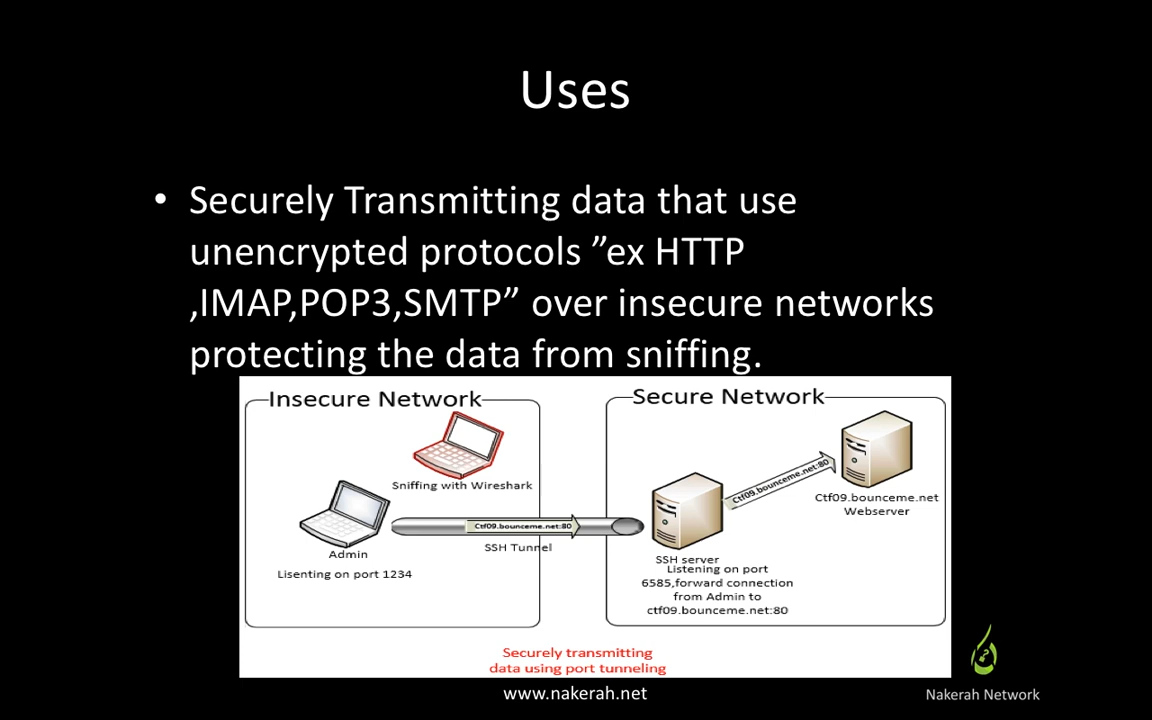 Uses
• Securely Transmitting data that use
unencrypted protocols ”ex HTTP
,IMAP,POP3,SMTP” over insecure networks
protecting the data from sniffing.
Insecure Network
Secure Network
Sniffing with Wireshark
Ctf09.bounceme.net:80
Ctf09.bounceme.net
Webserver
Ctf09.bounceme.net:80
SSH Tunnel
Admin
Lisenting on port 1234
SSH server
Listening on port
6585,forward connection
from Admin to
ctf09.bounceme.net:80
Securely transmitting
data using port tunneling
www.nakerah.net
Nakerah Network